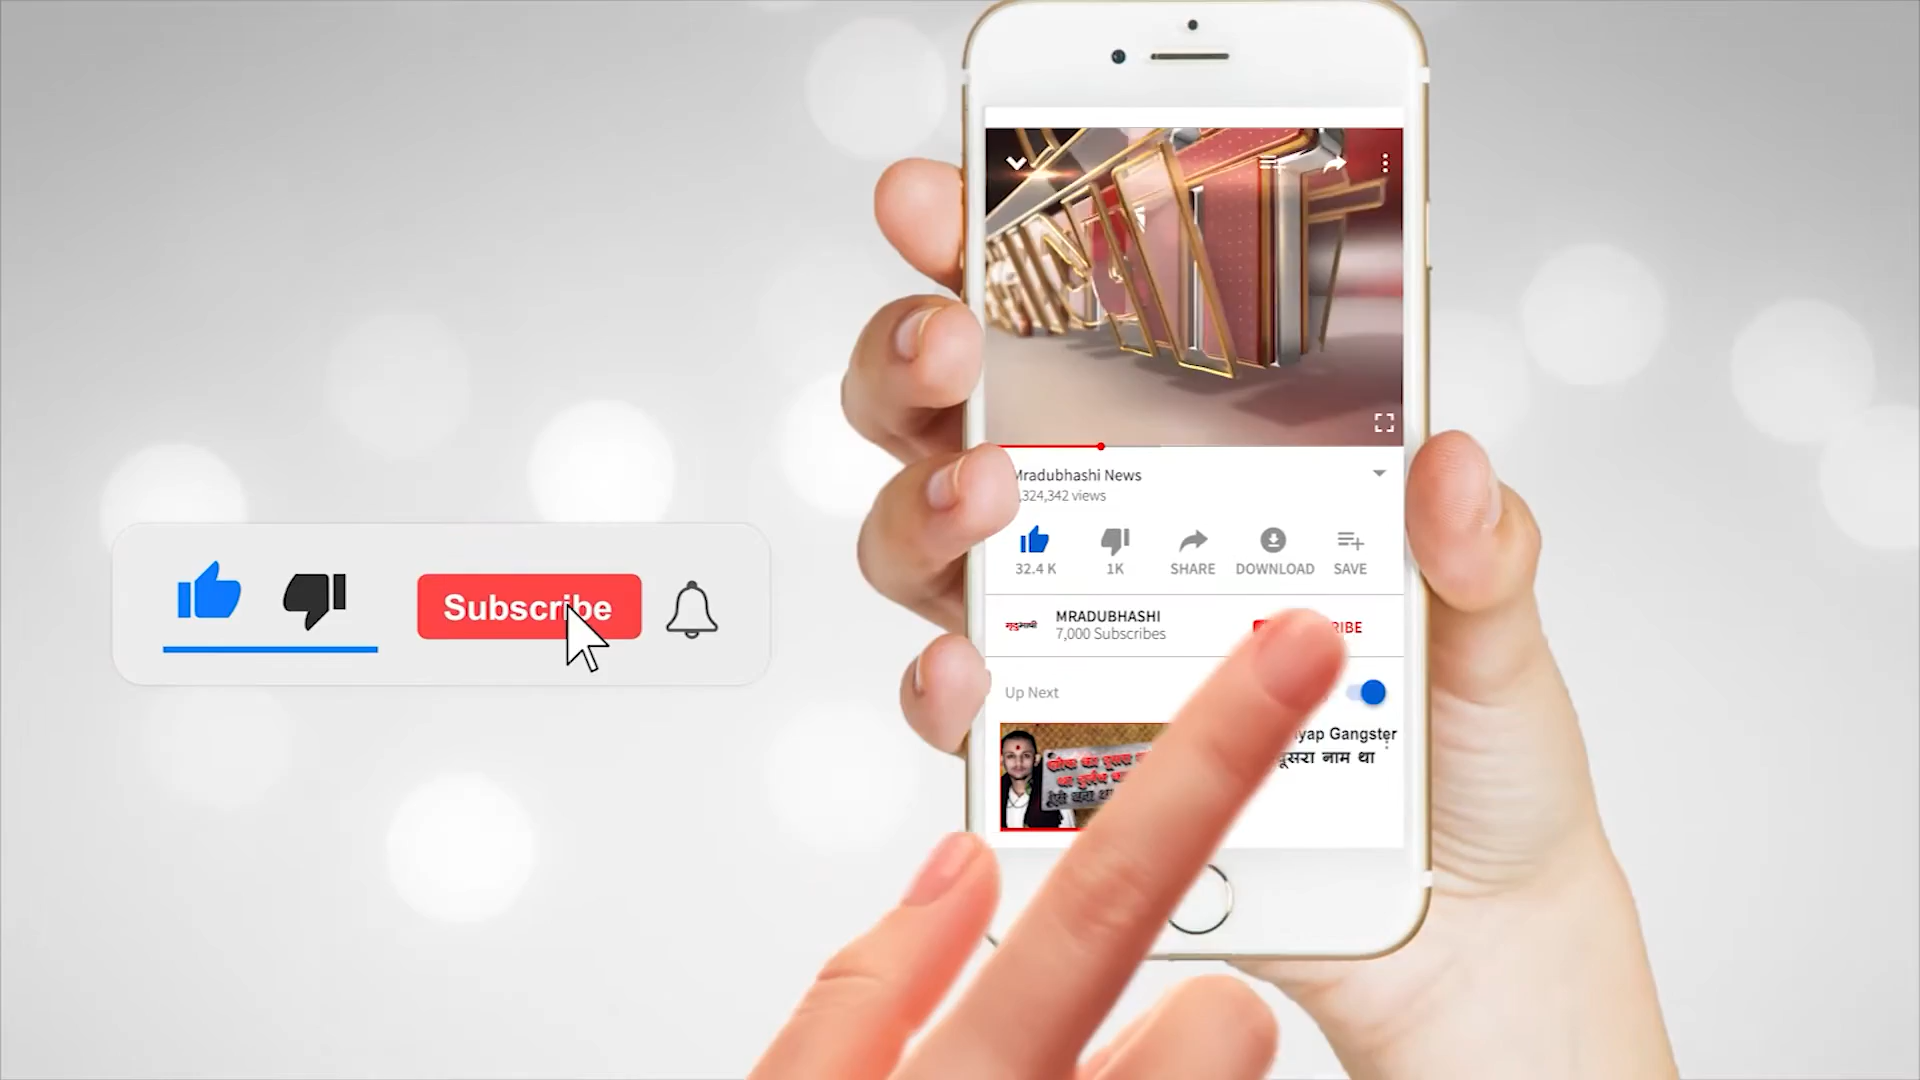 Subscribe
Mradubhashi News
,324,342 views
32.4 K
1K
SHARE
DOWNLOAD
SAVE
मृदुभाषी
MRADUBHASHI
7,000 Subscribes
IBE
Up Next
yap Gangster
दूसरा नाम था